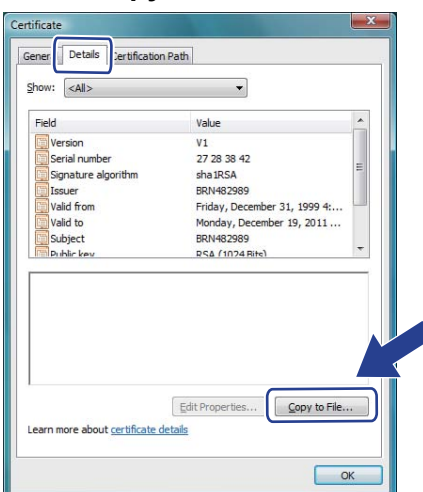 Certificate
X
Gener Details Certification Path
Show: <All>
Field Value
Version V1
Serial number 27 28 38 42
Signature algorithm sha1RSA
Issuer BRN482989
Valid from Friday, December 31, 1999 4:...
Valid to Monday, December 19, 2011 ...
Subject BRN482989
Public key RSA (1024 Bits)
Edit Properties... Copy to File...
Learn more about certificate details
OK